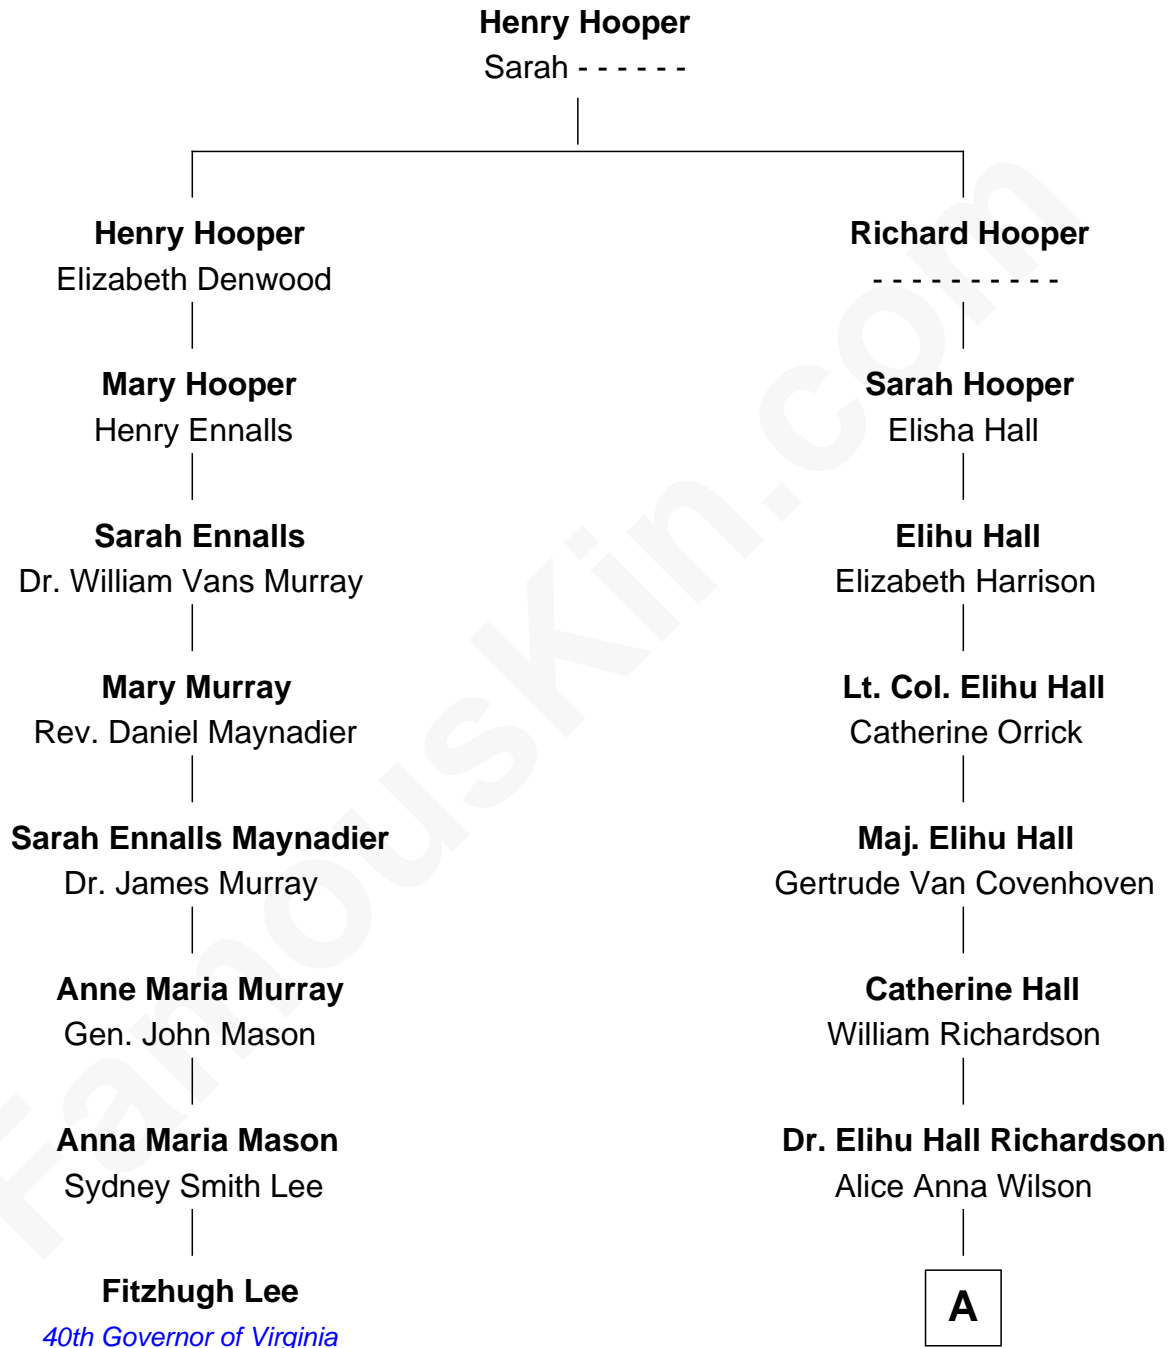 Henry Hooper
Sarah - - - - - -
Henry Hooper
Elizabeth Denwood
Richard Hooper
- - - - - - - - - -
Mary Hooper
Henry Ennalls
Sarah Hooper
Elisha Hall
Sarah Ennalls
Dr. William Vans Murray
Elihu Hall
Elizabeth Harrison
Mary Murray
Rev. Daniel Maynadier
Lt. Col. Elihu Hall
Catherine Orrick
Sarah Ennalls Maynadier
Dr. James Murray
Maj. Elihu Hall
Gertrude Van Covenhoven
Anne Maria Murray
Gen. John Mason
Catherine Hall
William Richardson
Anna Maria Mason
Sydney Smith Lee
Dr. Elihu Hall Richardson
Alice Anna Wilson
Fitzhugh Lee
40th Governor of Virginia
A
FamousKin.com